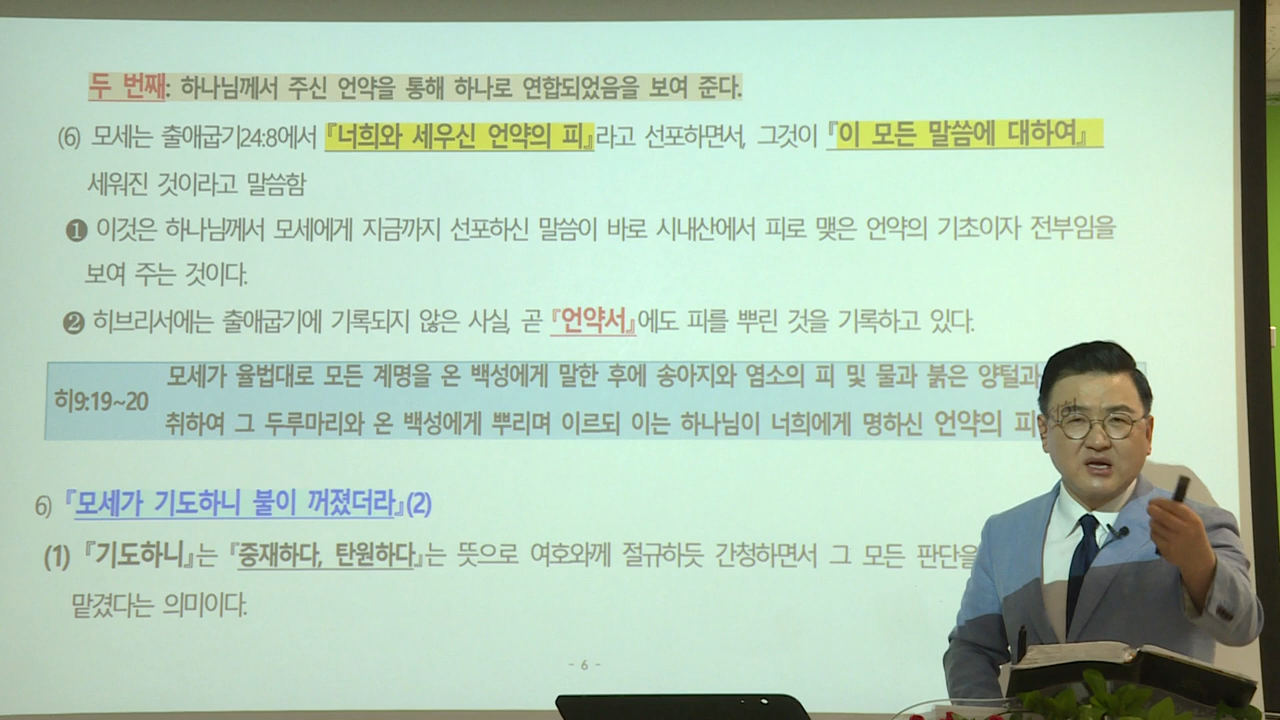 두 번째: 하나님께서 주신 언약을 통해 하나로 연합되었음을 보여 준다.
(6) 모세는 출애굽기24:8에서 『너희와 세우신 언약의 피』라고 선포하면서, 그것이 『이 모든 말씀에 대하여』
세워진 것이라고 말씀함
❶ 이것은 하나님께서 모세에게 지금까지 선포하신 말씀이 바로 시내산에서 피로 맺은 언약의 기초이자 전부임을
보여 주는 것이다.
❷ 히브리서에는 출애굽기에 기록되지 않은 사실, 곧 『언약서』에도 피를 뿌린 것을 기록하고 있다.
히9:19~20
모세가 율법대로 모든 계명을 온 백성에게 말한 후에 송아지와 염소의 피 및 물과 붉은 양털과
취하여 그 두루마리와 온 백성에게 뿌리며 이르되 이는 하나님이 너희에게 명하신 언약의 피
6) 『모세가 기도하니 불이 꺼졌더라』(2)
(1) 『기도하니』는 『중재하다, 탄원하다』는 뜻으로 여호와께 절규하듯 간청하면서 그 모든 판단을
맡겼다는 의미이다.
- 6 -